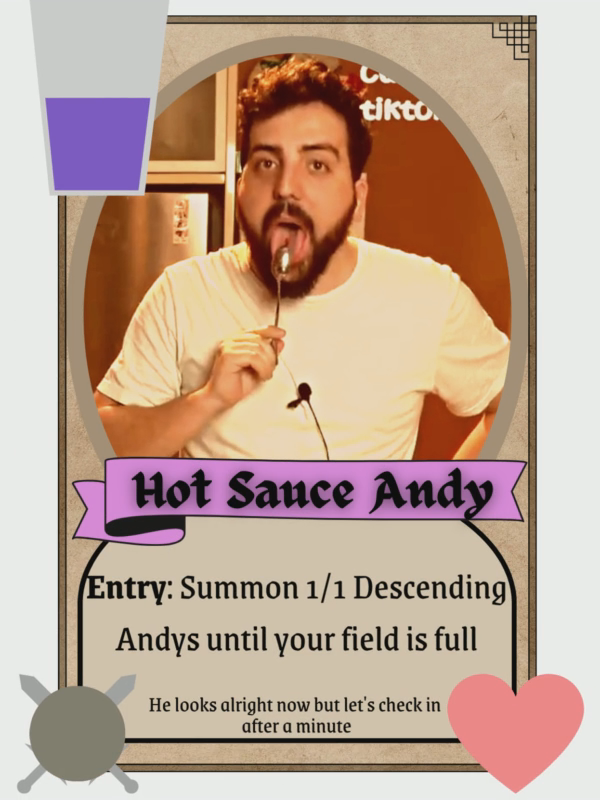 tikto
Hot Sauce Andy
Entry: Summon 1/1 Descending
Andys until your field is full
He looks alright now but let's check in
after a minute